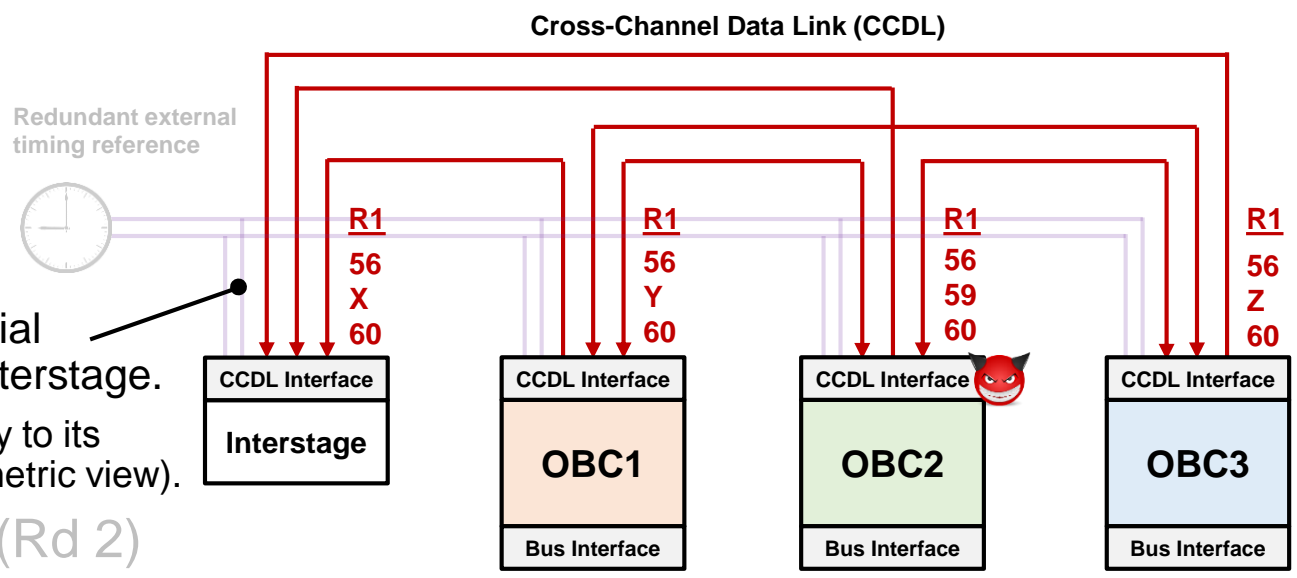 Cross-Channel Data Link (CCDL)
Redundant external
timing reference
R1
56
X
60
R1
56
Y
60
R1
56
59
60
R1
56
Z
60
ial
terstage.
y to its
netric view).
(Rd 2)
CCDL Interface
Interstage
CCDL Interface
OBC1
Bus Interface
CCDL Interface
OBC2
Bus Interface
CCDL Interface
OBC3
Bus Interface